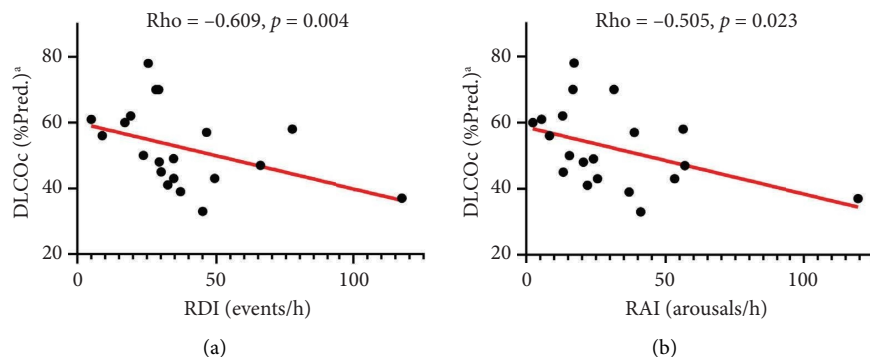 Rho = –0.609, p = 0.004
80
60
40
20
DLCOc (%Pred.)ᵃ
0 50 100
RDI (events/h)
(a)
Rho = –0.505, p = 0.023
80
60
40
20
DLCOc (%Pred.)ᵃ
0 50 100
RAI (arousals/h)
(b)